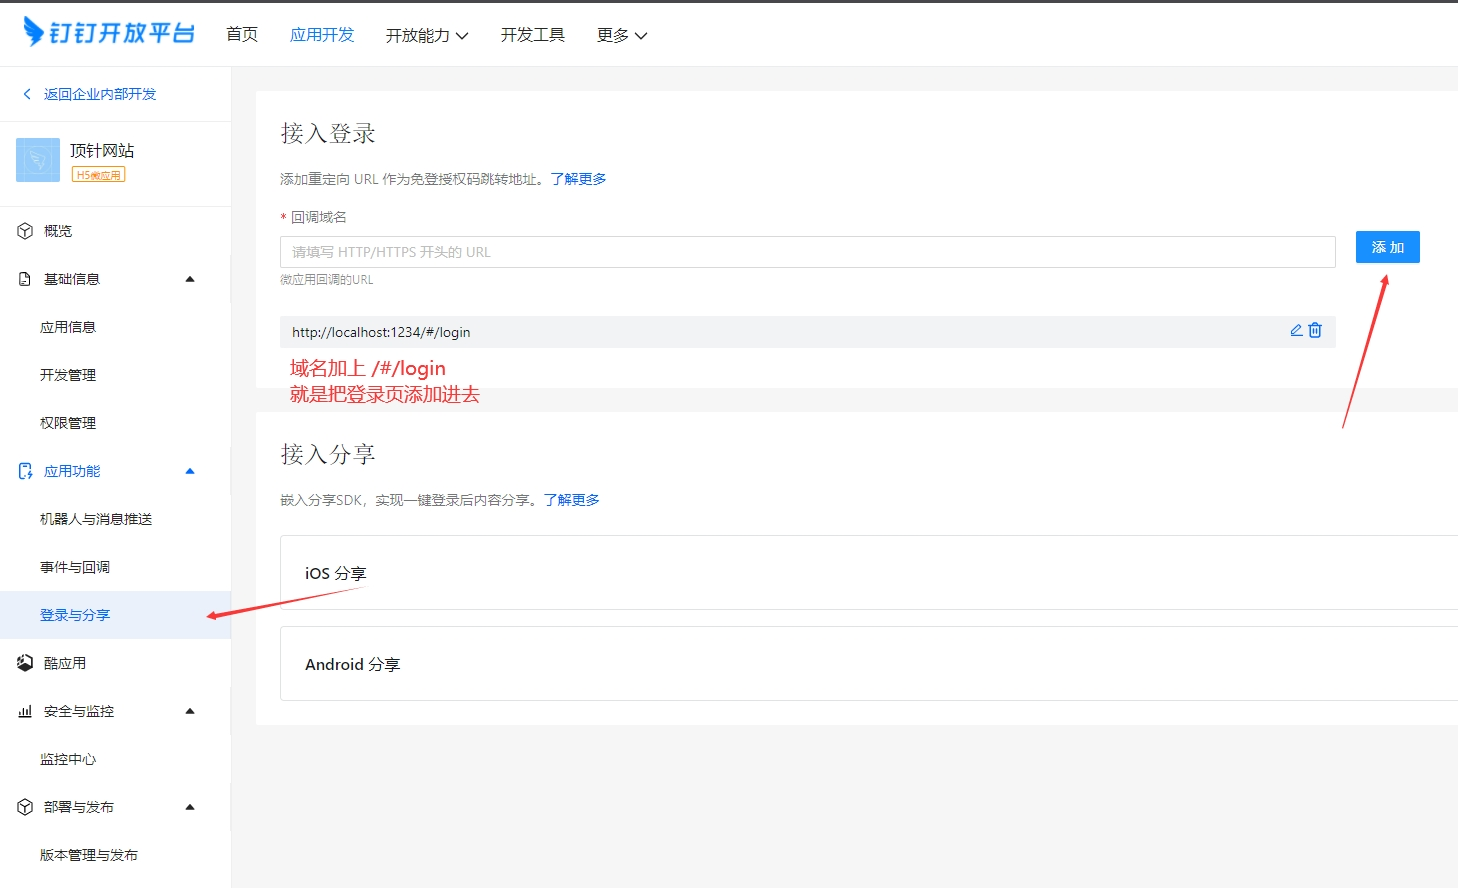 钉钉开放平台
首页 应用开发 开放能力 开发工具 更多
返回企业内部开发
顶针网站
H5微应用
概览
基础信息
应用信息
开发管理
权限管理
应用功能
机器人与消息推送
事件与回调
登录与分享
酷应用
安全与监控
监控中心
部署与发布
版本管理与发布
接入登录
添加重定向 URL 作为免登授权码跳转地址。了解更多
* 回调域名
请填写 HTTP/HTTPS 开头的 URL
添 加
微应用回调的URL
http://localhost:1234/#/login
域名加上 /#/login
就是把登录页添加进去
接入分享
嵌入分享SDK，实现一键登录后内容分享。了解更多
iOS 分享
Android 分享